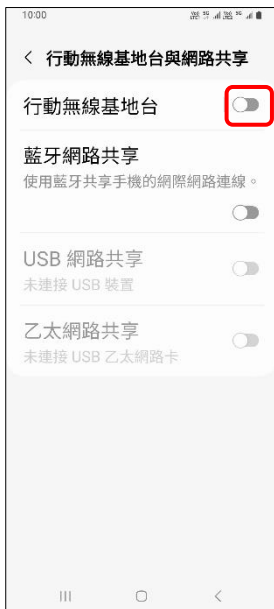 10:00
行動無線基地台與網路共享
行動無線基地台
藍牙網路共享
使用藍牙共享手機的網際網路連線。
USB 網路共享
未連接 USB 裝置
乙太網路共享
未連接 USB 乙太網路卡